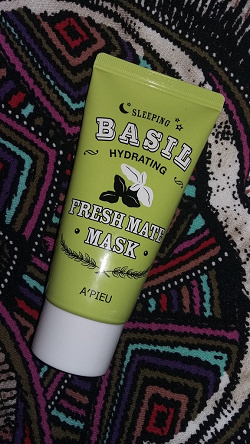 SLEEPING
BASIL
HYDRATING
FRESH MATE
MASK
A'PIEU